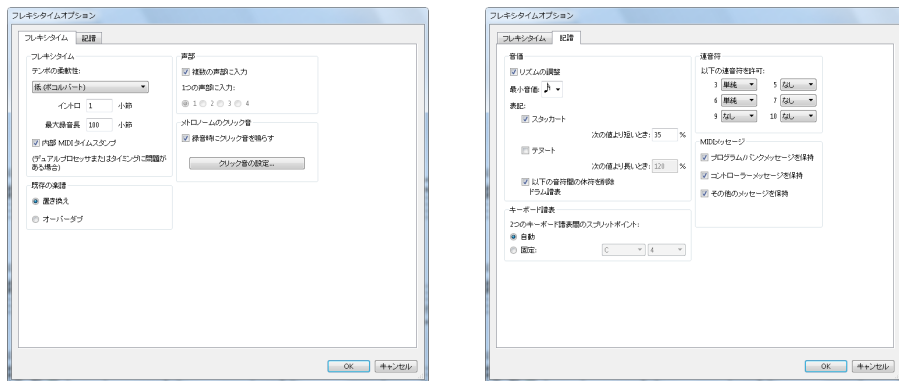 フレキシタイムオプション
フレキシタイム 記譜
フレキシタイム
テンポの柔軟性:
低 (ポコルバート)
イントロ 1 小節
最大録音長 100 小節
内部 MIDI タイムスタンプ
(デュアルプロセッサまたはタイミングに問題が
ある場合)
既存の楽譜
置き換え
オーバーダブ
声部
複数の声部に入力
1つの声部に入力:
1 2 3 4
メトロノームのクリック音
録音時にクリック音を鳴らす
クリック音の設定...
OK キャンセル
フレキシタイムオプション
フレキシタイム 記譜
音価
リズムの調整
最小音価:
表記:
スタッカート
次の値より短いとき: 35 %
テヌート
次の値より長いとき: 120 %
以下の音符間の休符を削除
ドラム譜表
キーボード譜表
2つのキーボード譜表間のスプリットポイント:
自動
固定: C 4
連音符
以下の連音符を許可:
3 単純 5 なし
6 単純 7 なし
9 なし 10 なし
MIDIメッセージ
プログラム/バンクメッセージを保持
コントローラーメッセージを保持
その他のメッセージを保持
OK キャンセル